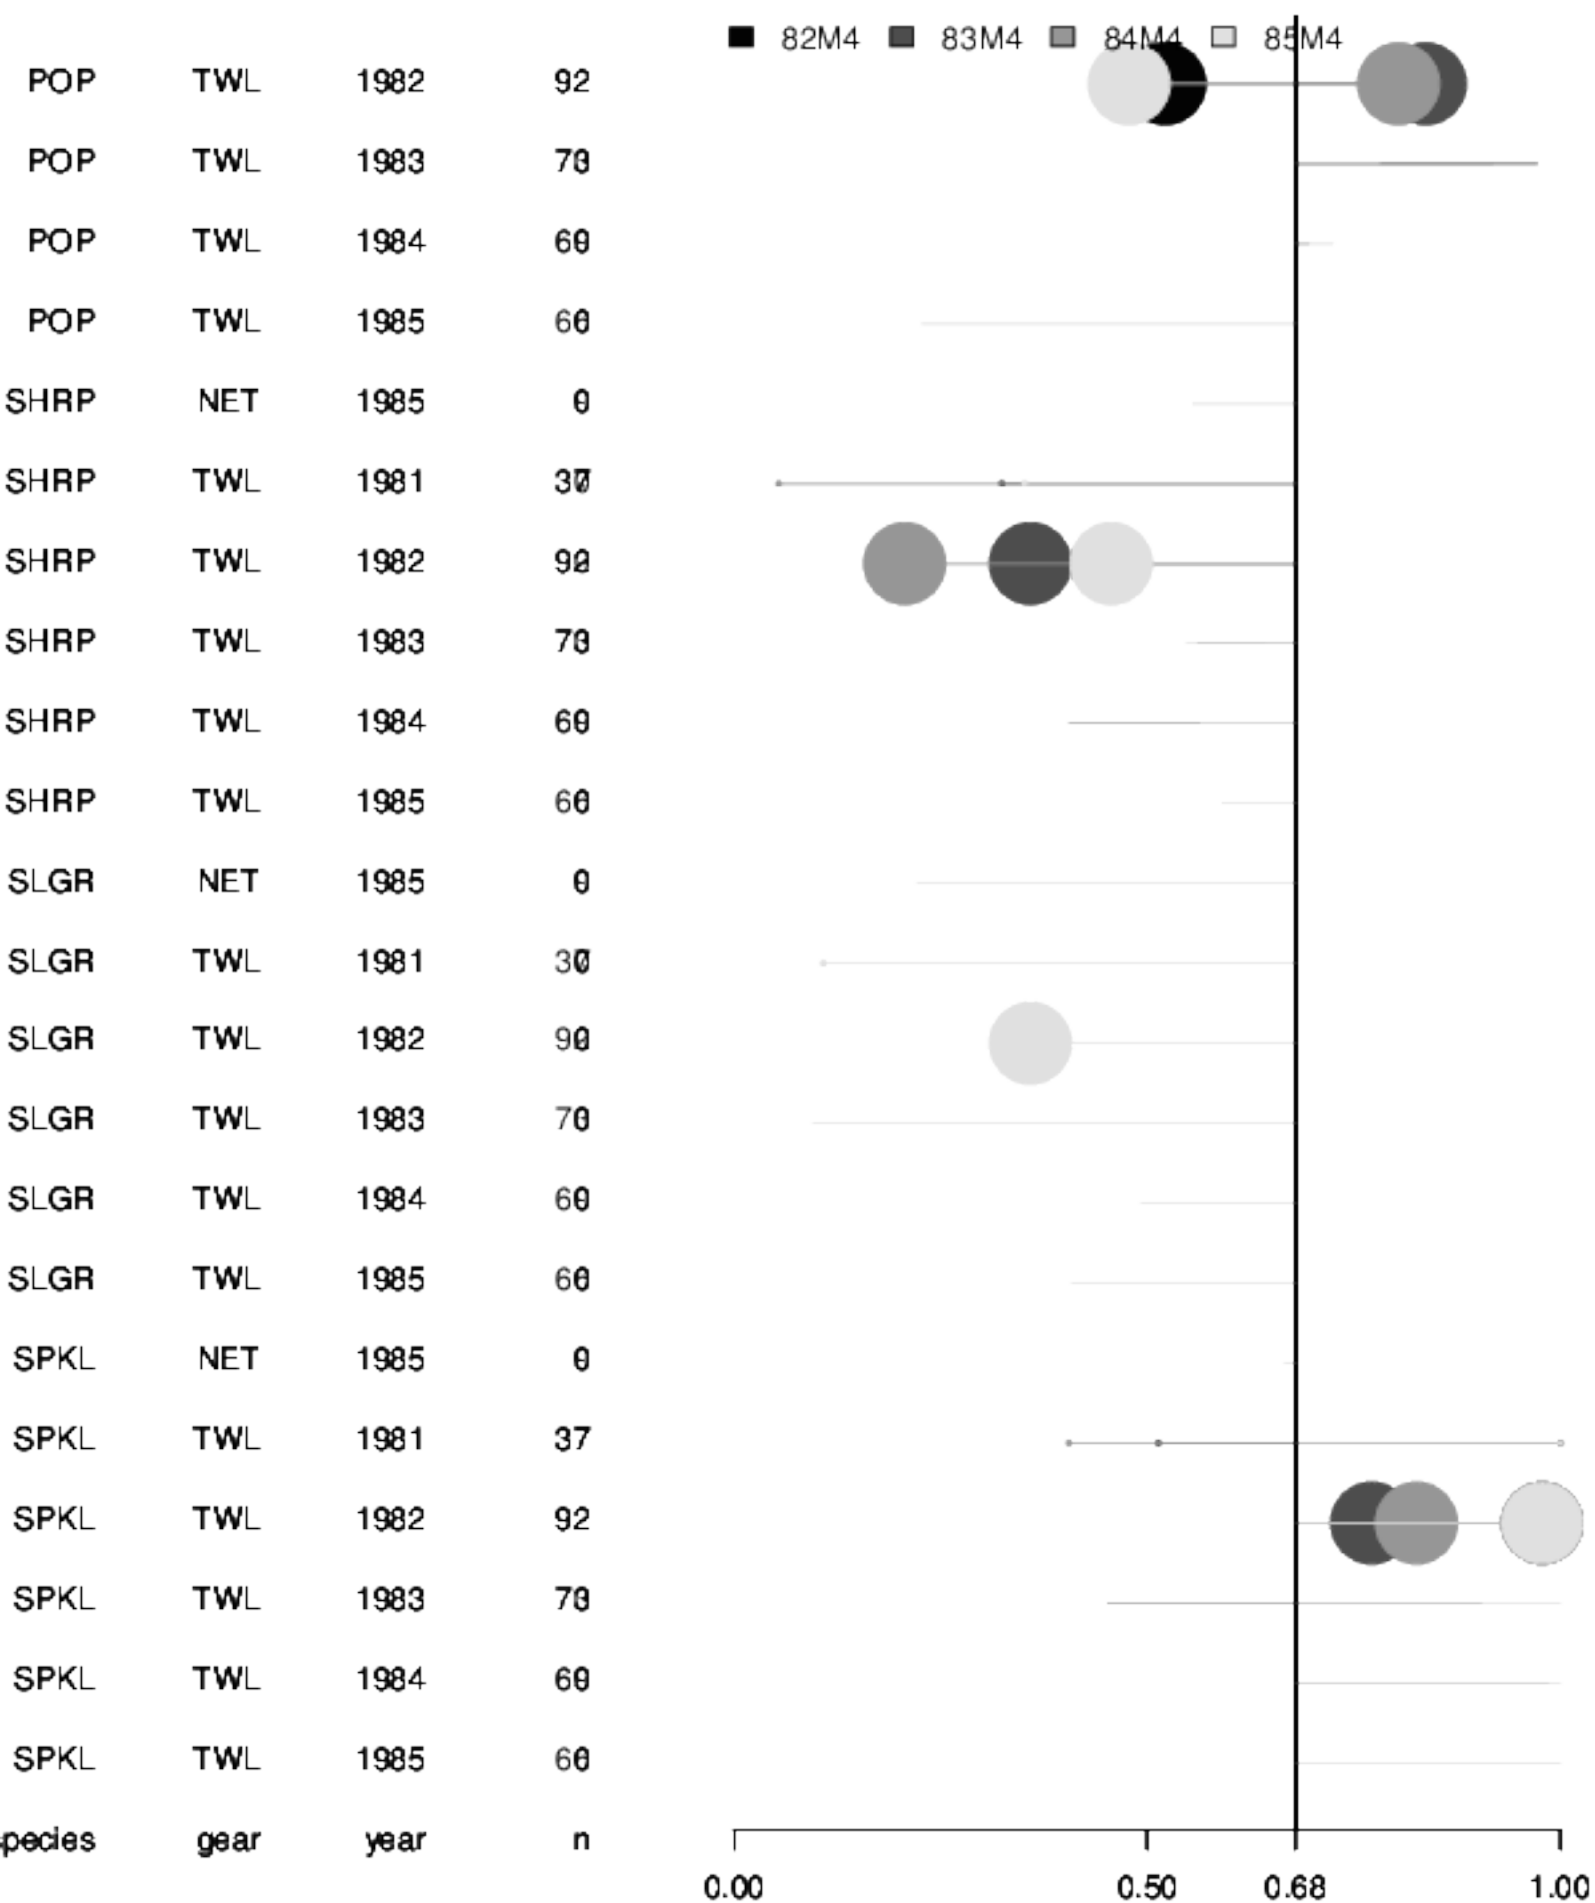 82M4 83M4 84M4 85M4
POP TWL 1982 92
POP TWL 1983
POP TWL 1984
POP TWL 1985
SHRP NET 1985
SHRP TWL 1981
SHRP TWL 1982
SHRP TWL 1983
SHRP TWL 1984
SHRP TWL 1985
SLGR NET 1985
SLGR TWL 1981
SLGR TWL 1982
SLGR TWL 1983
SLGR TWL 1984
SLGR TWL 1985
SPKL NET 1985
SPKL TWL 1981 37
SPKL TWL 1982 92
SPKL TWL 1983
SPKL TWL 1984
SPKL TWL 1985
pecies gear year n
0.00 0.50 0.68 1.00